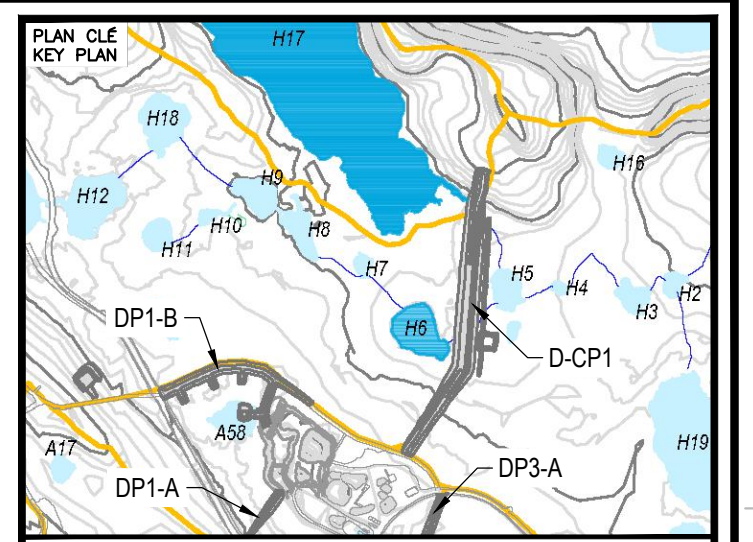 PLAN CLÉ
KEY PLAN
H17
H18
H16
H12
H9
H10
H8
H11
H7
H5
H4
H3
H2
H6
DP1-B
D-CP1
A58
A17
H19
DP1-A
DP3-A